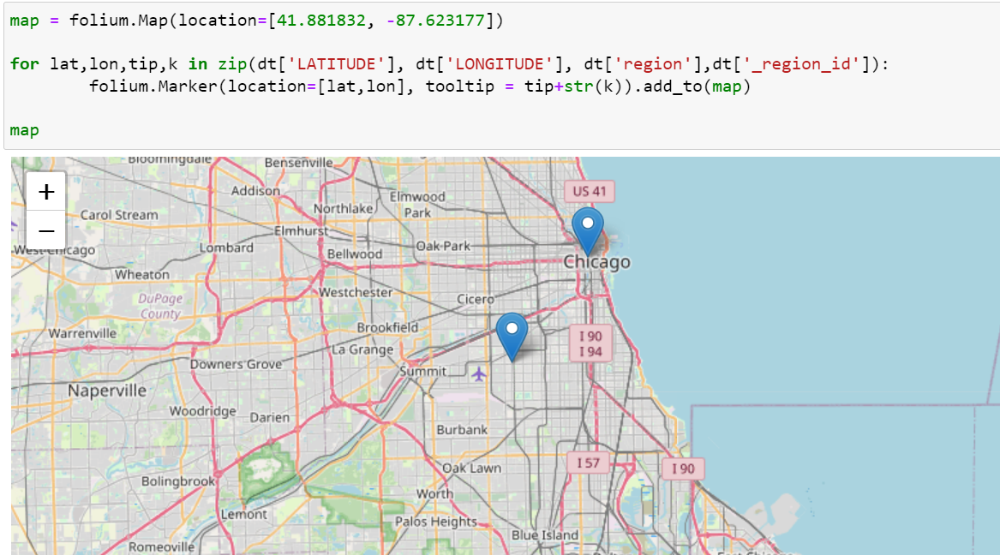 map = folium.Map(location=[41.881832, -87.623177])
for lat,lon,tip,k in zip(dt['LATITUDE'], dt['LONGITUDE'], dt['region'],dt['_region_id']):
folium.Marker(location=[lat,lon], tooltip = tip+str(k)).add_to(map)
map
Bloomingdale
Bensenville
+
US 41
Addison
Elmwood
Park
Northlake
Carol Stream
−
Elmhurst
West Chicago
Lombard
Oak Park
Bellwood
Chicago
Wheaton
Westchester
Cicero
DuPage
County
Brookfield
Warrenville
I 90
I 94
La Grange
Downers Grove
Summit
Naperville
Woodridge
Darien
Burbank
I 57
I 90
Oak Lawn
Bolingbrook
Worth
Lemont
Palos Heights
Blue Island
Romeoville